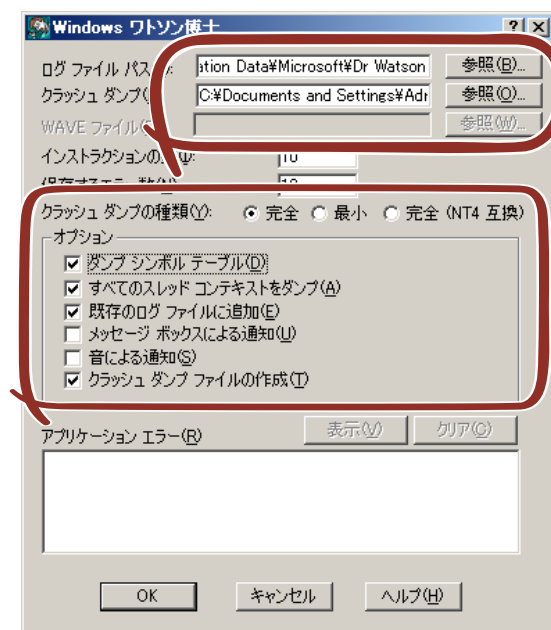 Windows ワトソン博士
ログ ファイル パス
ation Data¥Microsoft¥Dr Watson
参照(B)...
クラッシュ ダンプ(
C:¥Documents and Settings¥Adr
参照(O)...
WAVE ファイル(
参照(W)...
インストラクションの
10
保存するエラー数(N):
10
クラッシュ ダンプの種類(Y): 完全 最小 完全 (NT4 互換)
オプション
ダンプ シンボル テーブル(D)
すべてのスレッド コンテキストをダンプ(A)
既存のログ ファイルに追加(E)
メッセージ ボックスによる通知(U)
音による通知(S)
クラッシュ ダンプ ファイルの作成(T)
アプリケーション エラー(R)
表示(V)
クリア(C)
OK
キャンセル
ヘルプ(H)